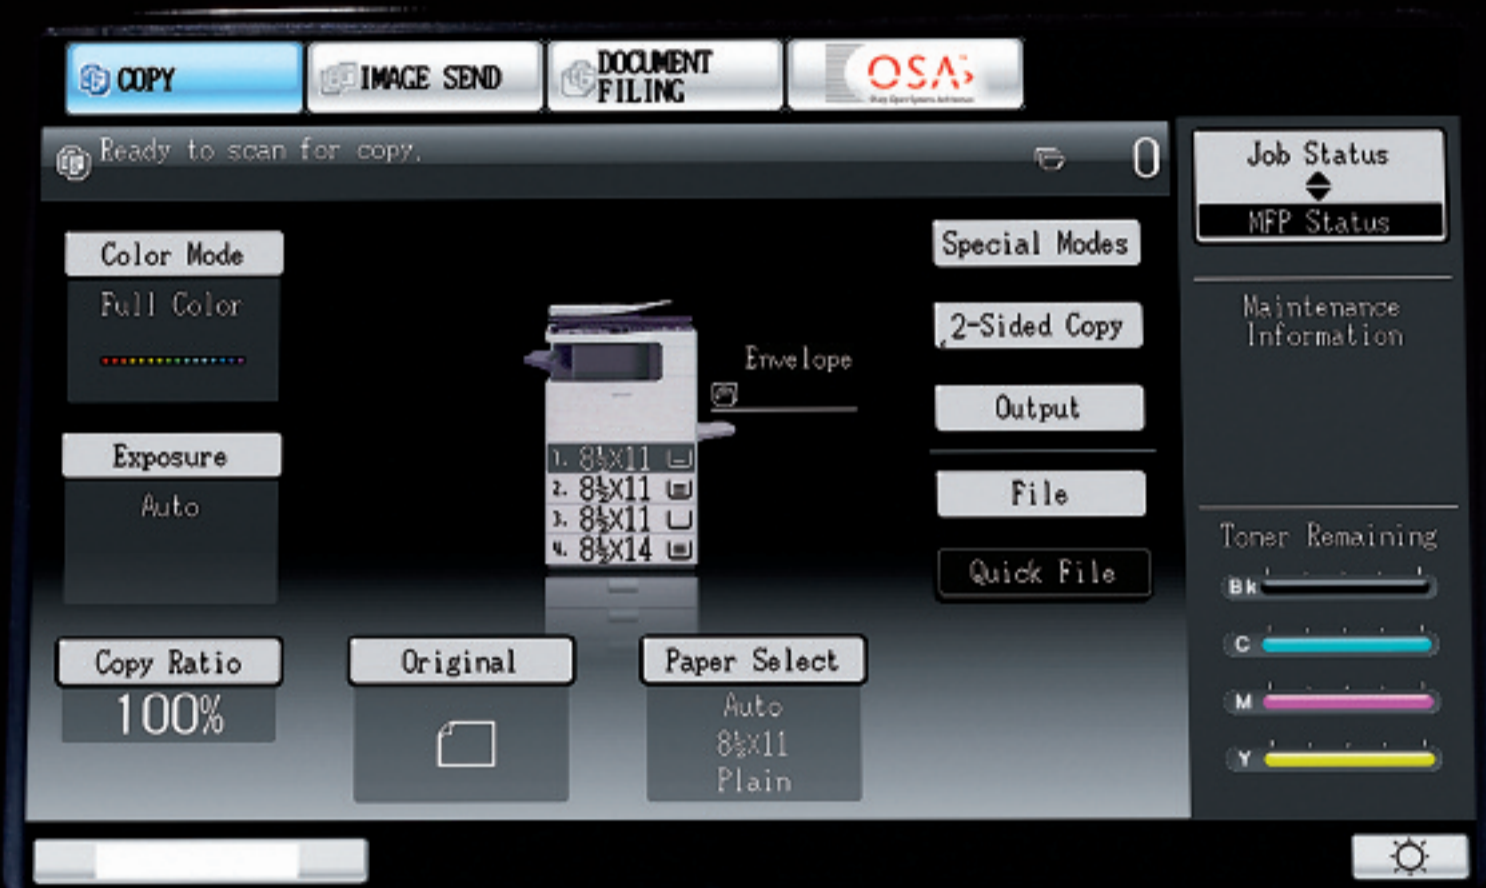 COPY
IMAGE SEND
DOCUMENT
FILING
OSA
Ready to scan for copy.
0
Job Status
MFP Status
Color Mode
Full Color
Special Modes
Maintenance
Information
2-Sided Copy
Envelope
Output
Exposure
Auto
1. 8½X11
2. 8½X11
3. 8½X11
4. 8½X14
File
Quick File
Toner Remaining
Bk
C
M
Y
Copy Ratio
100%
Original
Paper Select
Auto
8½X11
Plain